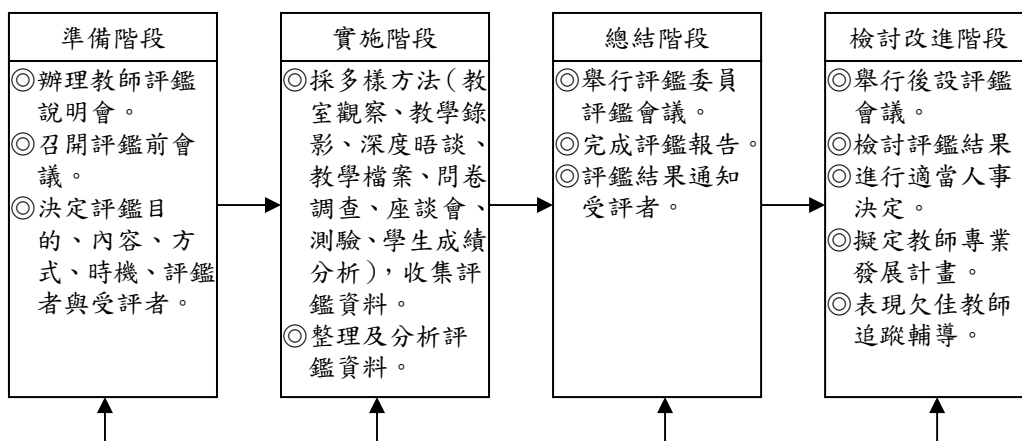 準備階段
◎辦理教師評鑑
說明會。
◎召開評鑑前會
議。
◎決定評鑑目
的、內容、方
式、時機、評鑑
者與受評者。
實施階段
◎採多樣方法（教
室觀察、教學錄
影、深度晤談、
教學檔案、問卷
調查、座談會、
測驗、學生成績
分析），收集評
鑑資料。
◎整理及分析評
鑑資料。
總結階段
◎舉行評鑑委員
評鑑會議。
◎完成評鑑報告。
◎評鑑結果通知
受評者。
檢討改進階段
◎舉行後設評鑑
會議。
◎檢討評鑑結果
◎進行適當人事
決定。
◎擬定教師專業
發展計畫。
◎表現欠佳教師
追蹤輔導。